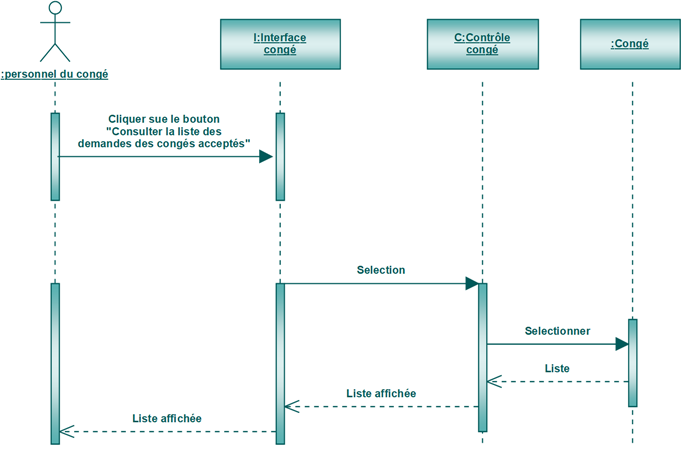 I:Interface
congé
C:Contrôle
congé
:Congé
:personnel du congé
Cliquer sue le bouton
"Consulter la liste des
demandes des congés acceptés"
Selection
Selectionner
Liste
Liste affichée
Liste affichée